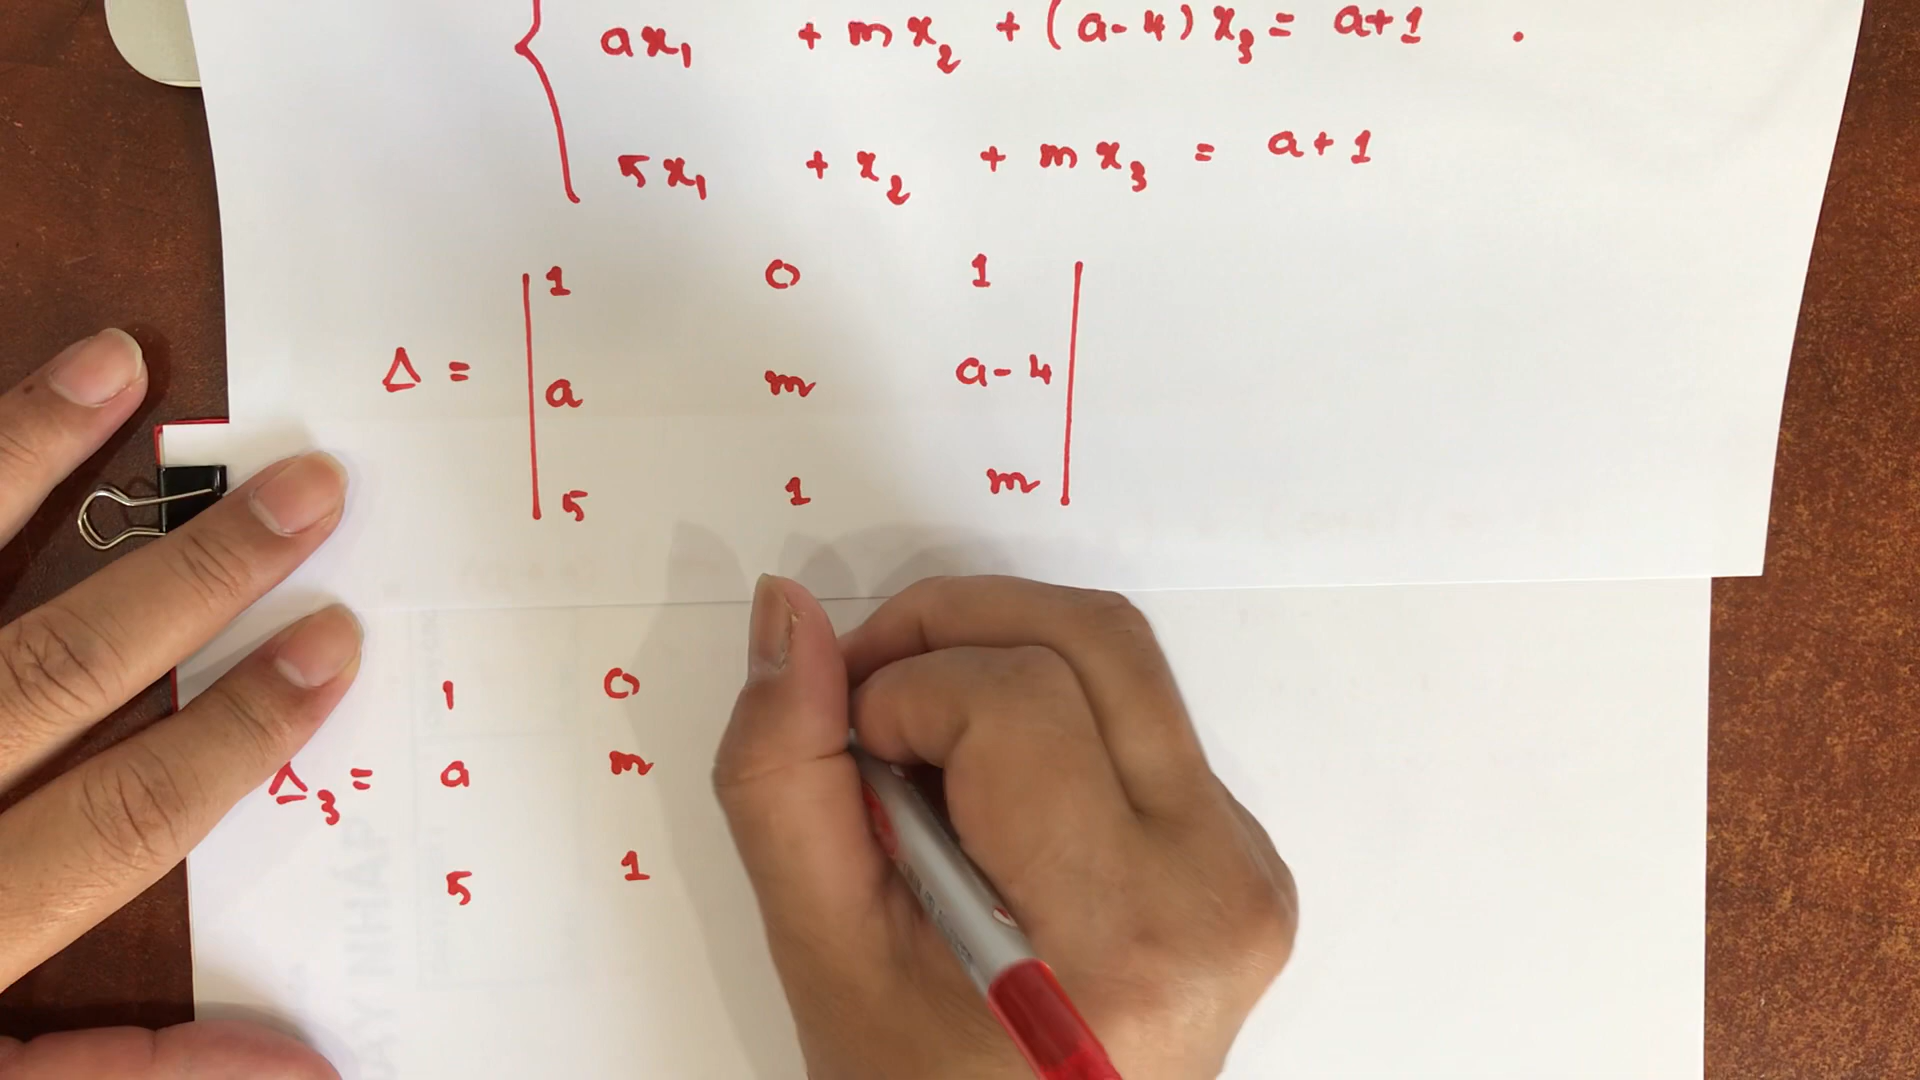 ax₁ + mx₂ + (a-4)x₃ = a+1 .
5x₁ + x₂ + mx₃ = a+1
1 0 1
Δ = a m a-4
5 1 m
1 0
Δ₃ = a m
5 1